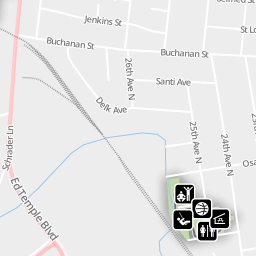 Jenkins St
Buchanan St
Buchanan St
St Lo
26th Ave N
Santi Ave
Delk Ave
25th Ave N
24th Ave N
Schrader Ln
Osa
Ed Temple Blvd